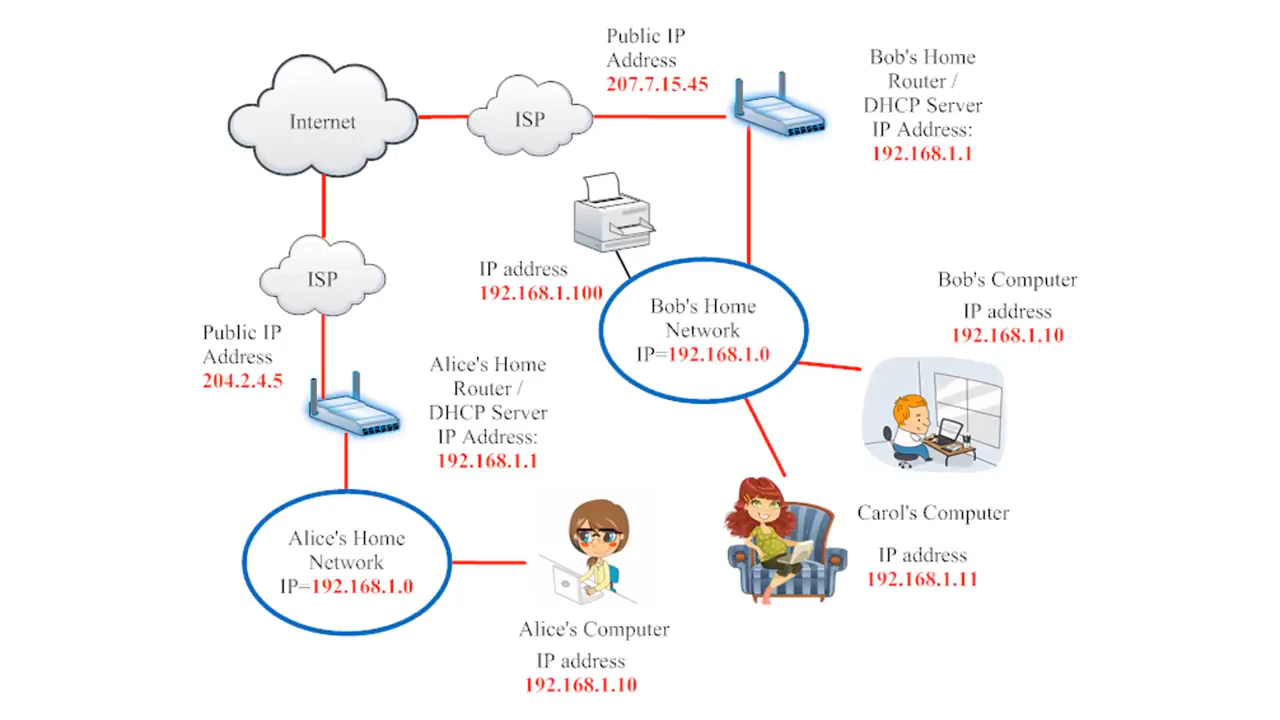 Public IP
Address
207.7.15.45
Bob's Home
Router /
DHCP Server
IP Address:
192.168.1.1
Internet
ISP
IP address
192.168.1.100
Bob's Home
Network
IP=192.168.1.0
Bob's Computer
IP address
192.168.1.10
ISP
Public IP
Address
204.2.4.5
Alice's Home
Router /
DHCP Server
IP Address:
192.168.1.1
Carol's Computer
IP address
192.168.1.11
Alice's Home
Network
IP=192.168.1.0
Alice's Computer
IP address
192.168.1.10